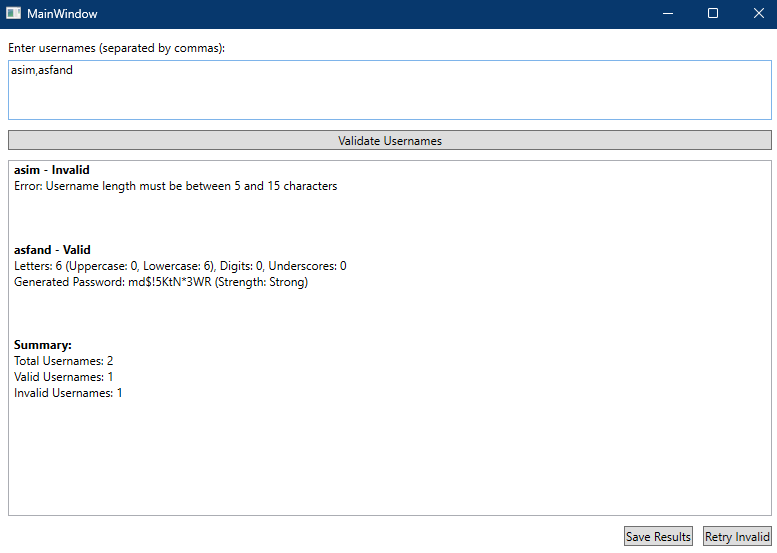 MainWindow
Enter usernames (separated by commas):
asim,asfand
Validate Usernames
asim - Invalid
Error: Username length must be between 5 and 15 characters
asfand - Valid
Letters: 6 (Uppercase: 0, Lowercase: 6), Digits: 0, Underscores: 0
Generated Password: md$!5KtN*3WR (Strength: Strong)
Summary:
Total Usernames: 2
Valid Usernames: 1
Invalid Usernames: 1
Save Results
Retry Invalid